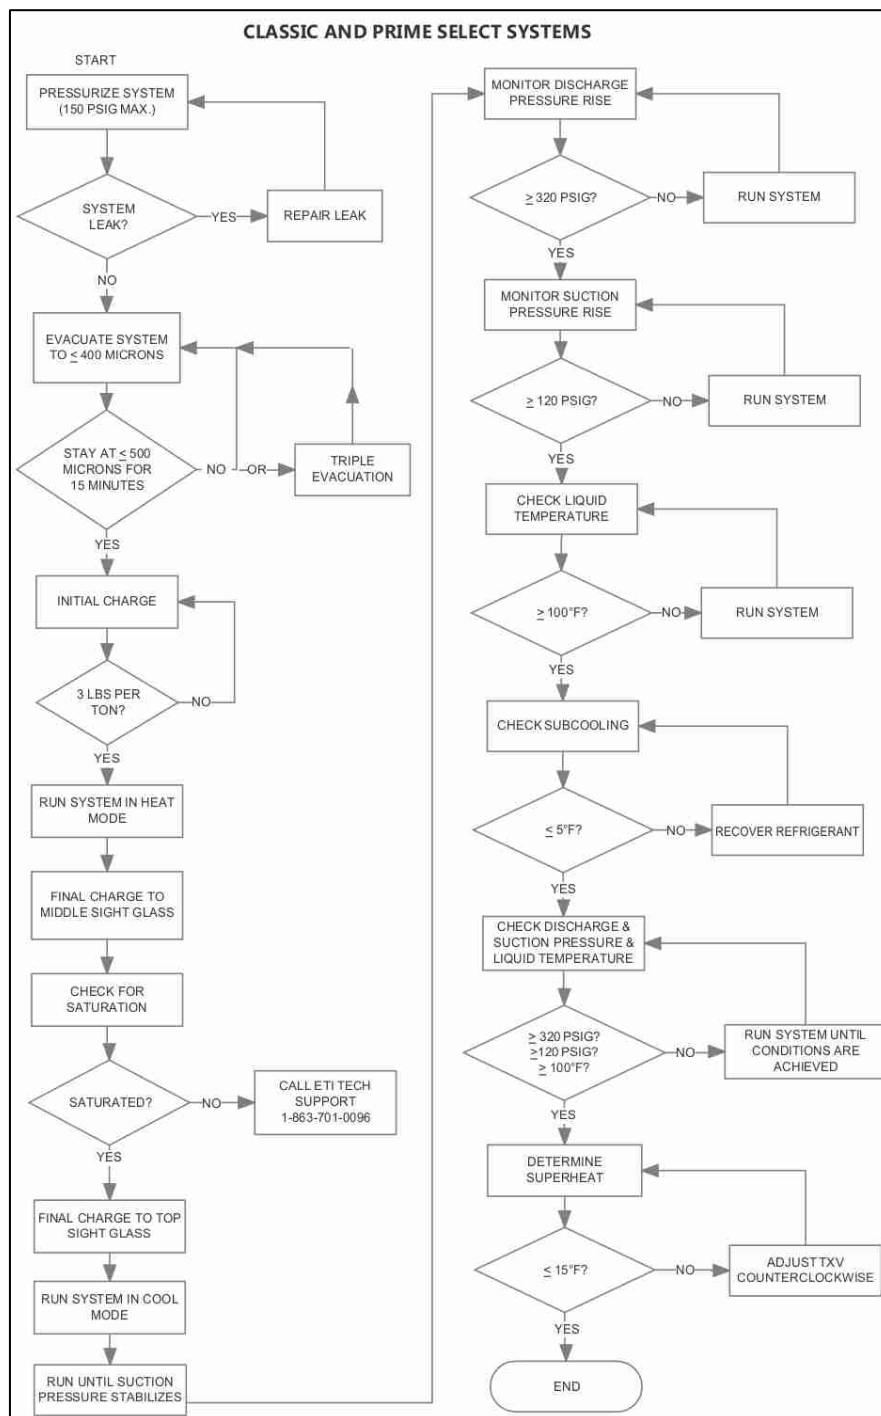 CLASSIC AND PRIME SELECT SYSTEMS
START
PRESSURIZE SYSTEM
(150 PSIG MAX.)
SYSTEM
LEAK?
YES
REPAIR LEAK
NO
EVACUATE SYSTEM
TO ≤ 400 MICRONS
STAY AT ≤ 500
MICRONS FOR
15 MINUTES
NO
OR
TRIPLE
EVACUATION
YES
INITIAL CHARGE
3 LBS PER
TON?
NO
YES
RUN SYSTEM IN HEAT
MODE
FINAL CHARGE TO
MIDDLE SIGHT GLASS
CHECK FOR
SATURATION
SATURATED?
NO
CALL ETI TECH
SUPPORT
1-863-701-0096
YES
FINAL CHARGE TO TOP
SIGHT GLASS
RUN SYSTEM IN COOL
MODE
RUN UNTIL SUCTION
PRESSURE STABILIZES
MONITOR DISCHARGE
PRESSURE RISE
≥ 320 PSIG?
NO
RUN SYSTEM
YES
MONITOR SUCTION
PRESSURE RISE
≥ 120 PSIG?
NO
RUN SYSTEM
YES
CHECK LIQUID
TEMPERATURE
≥ 100°F?
NO
RUN SYSTEM
YES
CHECK SUBCOOLING
≤ 5°F?
NO
RECOVER REFRIGERANT
YES
CHECK DISCHARGE &
SUCTION PRESSURE &
LIQUID TEMPERATURE
≥ 320 PSIG?
≥120 PSIG?
≥ 100°F?
NO
RUN SYSTEM UNTIL
CONDITIONS ARE
ACHIEVED
YES
DETERMINE
SUPERHEAT
≤ 15°F?
NO
ADJUST TXV
COUNTERCLOCKWISE
YES
END